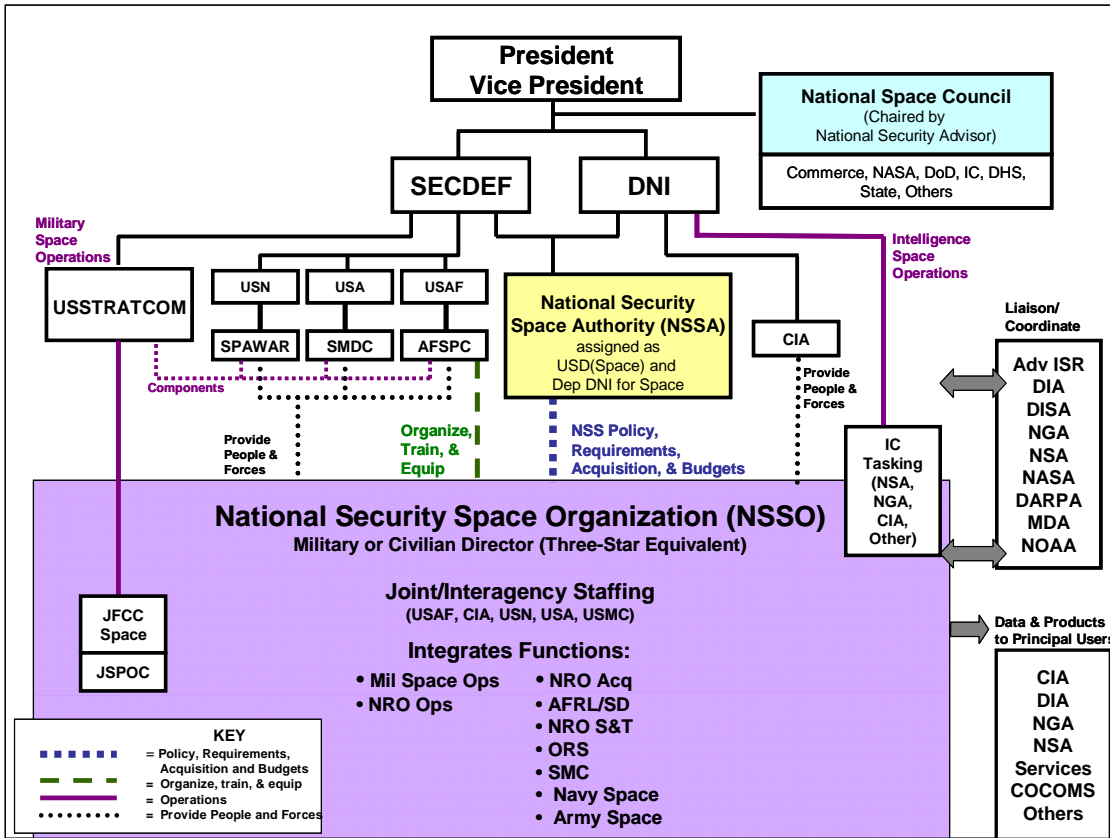 President
Vice President
National Space Council
(Chaired by
National Security Advisor)
Commerce, NASA, DoD, IC, DHS,
State, Others
SECDEF
DNI
Military
Space
Operations
Intelligence
Space
Operations
USSTRATCOM
USN
USA
USAF
SPAWAR
SMDC
AFSPC
Components
National Security
Space Authority (NSSA)
assigned as
USD(Space) and
Dep DNI for Space
CIA
Provide
People &
Forces
Liaison/
Coordinate
Adv ISR
DIA
DISA
NGA
NSA
NASA
DARPA
MDA
NOAA
Provide
People &
Forces
Organize,
Train, &
Equip
NSS Policy,
Requirements,
Acquisition, & Budgets
IC
Tasking
(NSA,
NGA,
CIA,
Other)
National Security Space Organization (NSSO)
Military or Civilian Director (Three-Star Equivalent)
Joint/Interagency Staffing
(USAF, CIA, USN, USA, USMC)
Integrates Functions:
• Mil Space Ops
• NRO Ops
• NRO Acq
• AFRL/SD
• NRO S&T
• ORS
• SMC
• Navy Space
• Army Space
JFCC
Space
JSPOC
Data & Products
to Principal Users
CIA
DIA
NGA
NSA
Services
COCOMS
Others
KEY
= Policy, Requirements,
Acquisition and Budgets
= Organize, train, & equip
= Operations
= Provide People and Forces